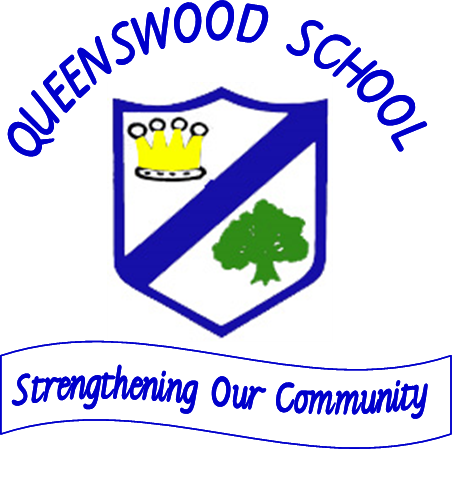 QUEENSWOOD SCHOOL
Strengthening Our Community